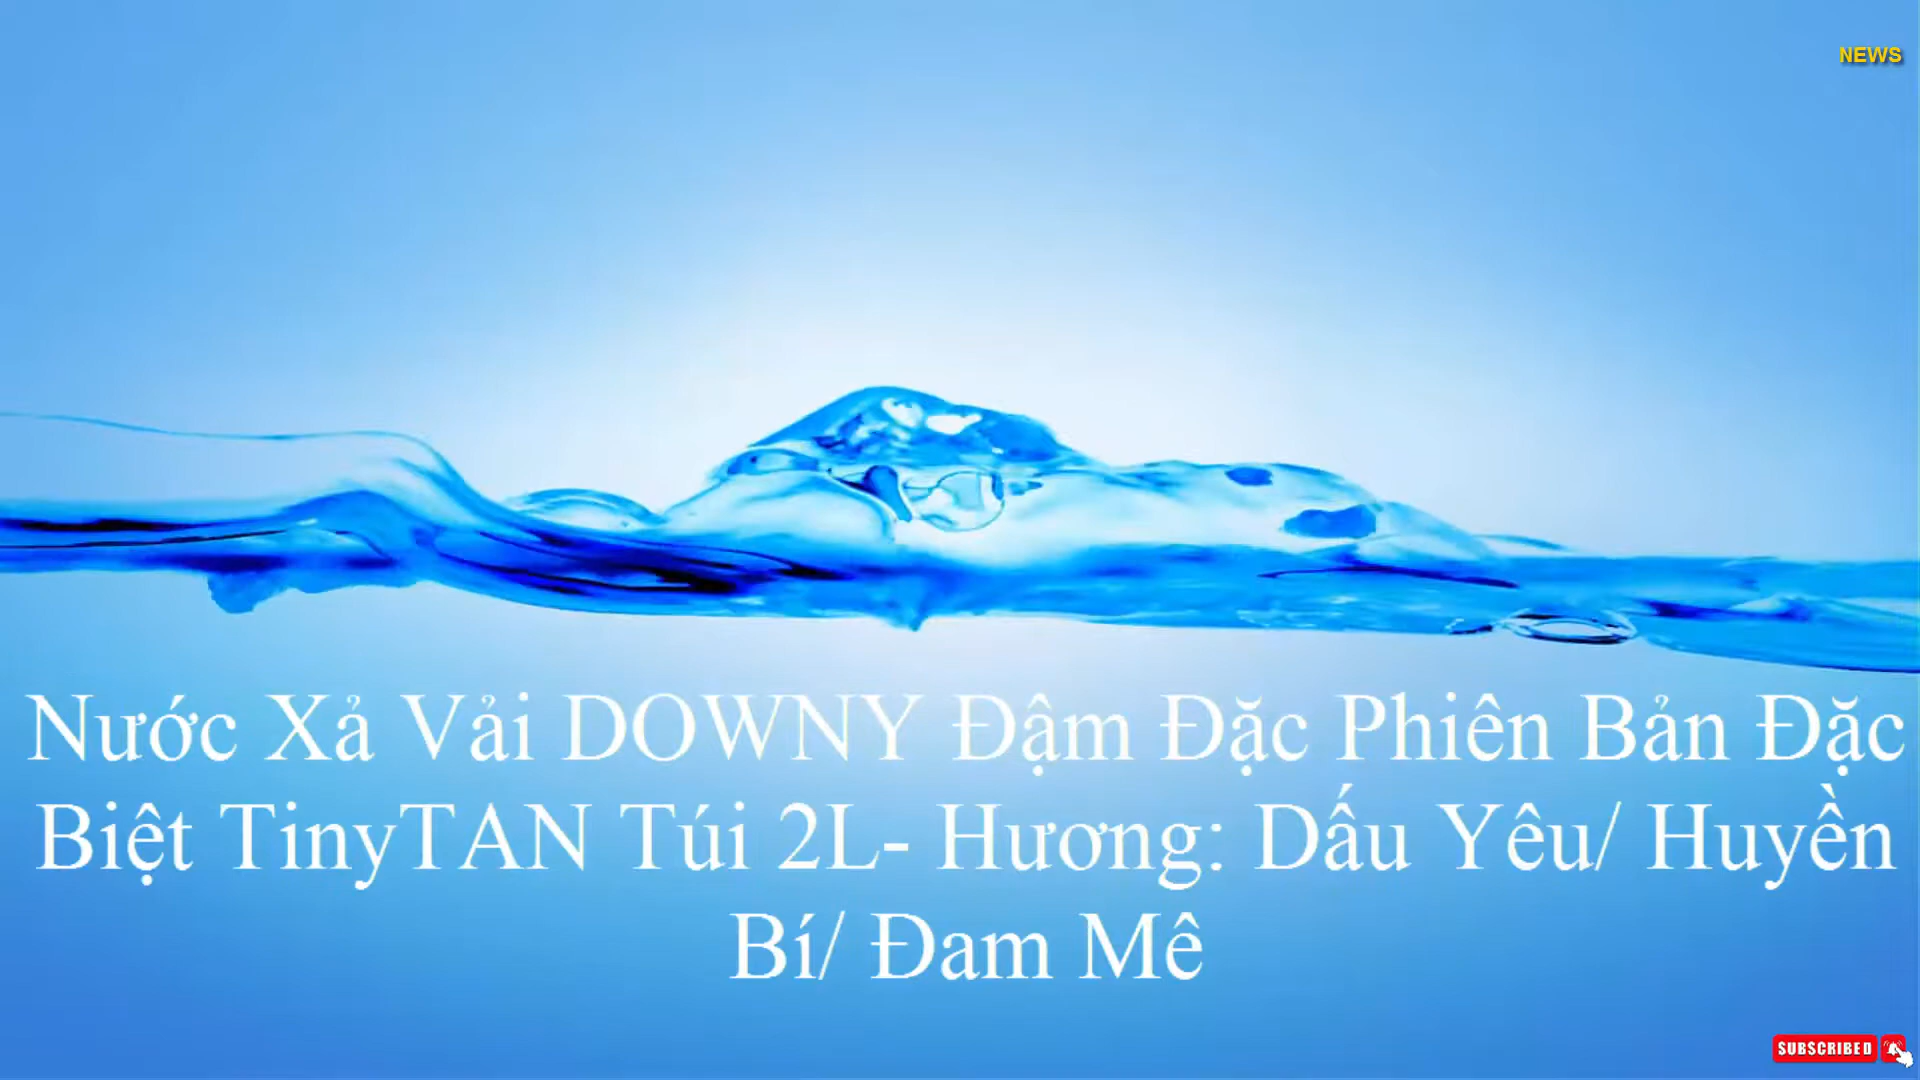 NEWS
Nước Xả Vải DOWNY Đậm Đặc Phiên Bản Đặc
Biệt TinyTAN Túi 2L- Hương: Dấu Yêu/ Huyền
Bí/ Đam Mê
SUBSCRIBED